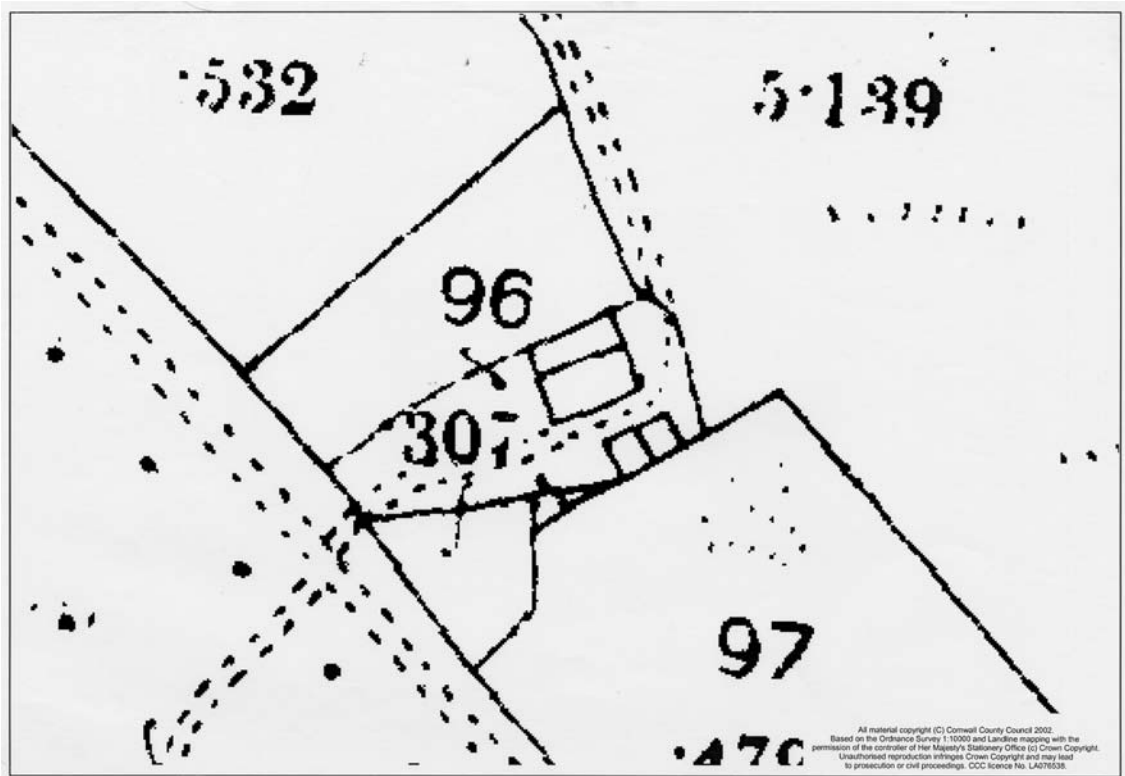 ·532
5·139
96
307
97
All material copyright (C) Cornwall County Council 2002.
Based on the Ordnance Survey 1:10000 and Landline mapping with the
permission of the controller of Her Majesty's Stationery Office (c) Crown Copyright.
Unauthorised reproduction infringes Crown Copyright and may lead
to prosecution or civil proceedings. CCC licence No. LA076538.